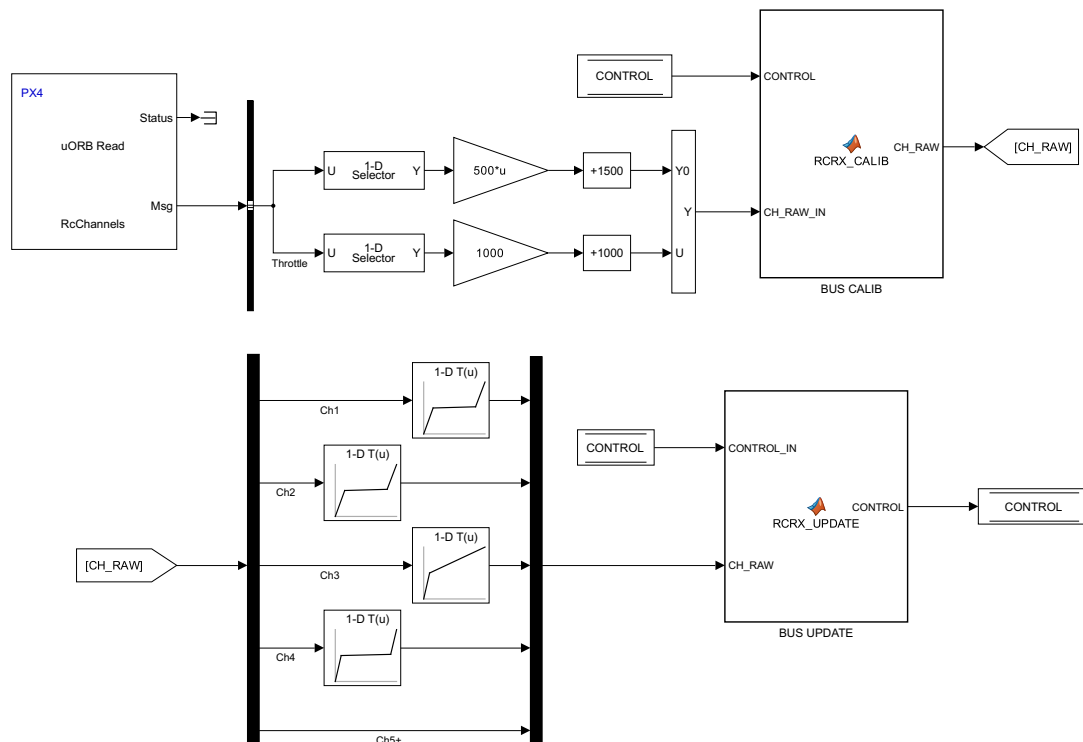 PX4
Status
uORB Read
Msg
RcChannels
U 1-D Selector Y
500*u
+1500
Throttle
U 1-D Selector Y
1000
+1000
Y0
Y
U
CONTROL
CONTROL
RCRX_CALIB
CH_RAW
CH_RAW_IN
BUS CALIB
[CH_RAW]
[CH_RAW]
Ch1
1-D T(u)
Ch2
1-D T(u)
Ch3
1-D T(u)
Ch4
1-D T(u)
Ch5+
CONTROL
CONTROL_IN
RCRX_UPDATE
CONTROL
CH_RAW
BUS UPDATE
CONTROL